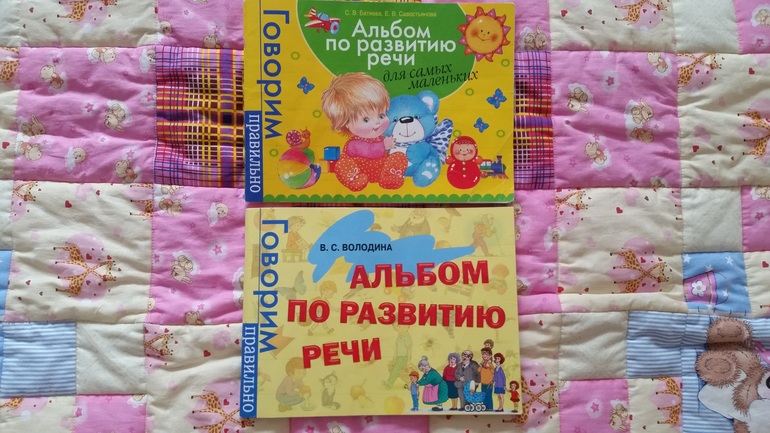 С. В. Батяева, Е. В. Савостьянова
Альбом
по развитию
речи
для самых
маленьких
Говорим
правильно
В. С. ВОЛОДИНА
АЛЬБОМ
ПО РАЗВИТИЮ
РЕЧИ
Говорим
правильно